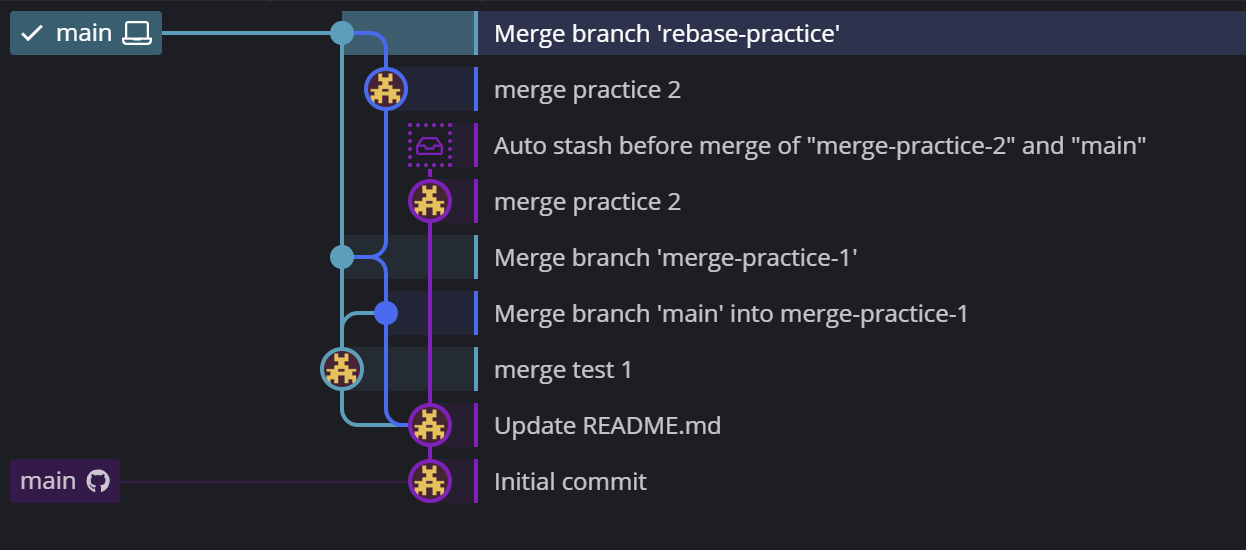 main
Merge branch 'rebase-practice'
merge practice 2
Auto stash before merge of "merge-practice-2" and "main"
merge practice 2
Merge branch 'merge-practice-1'
Merge branch 'main' into merge-practice-1
merge test 1
Update README.md
main
Initial commit